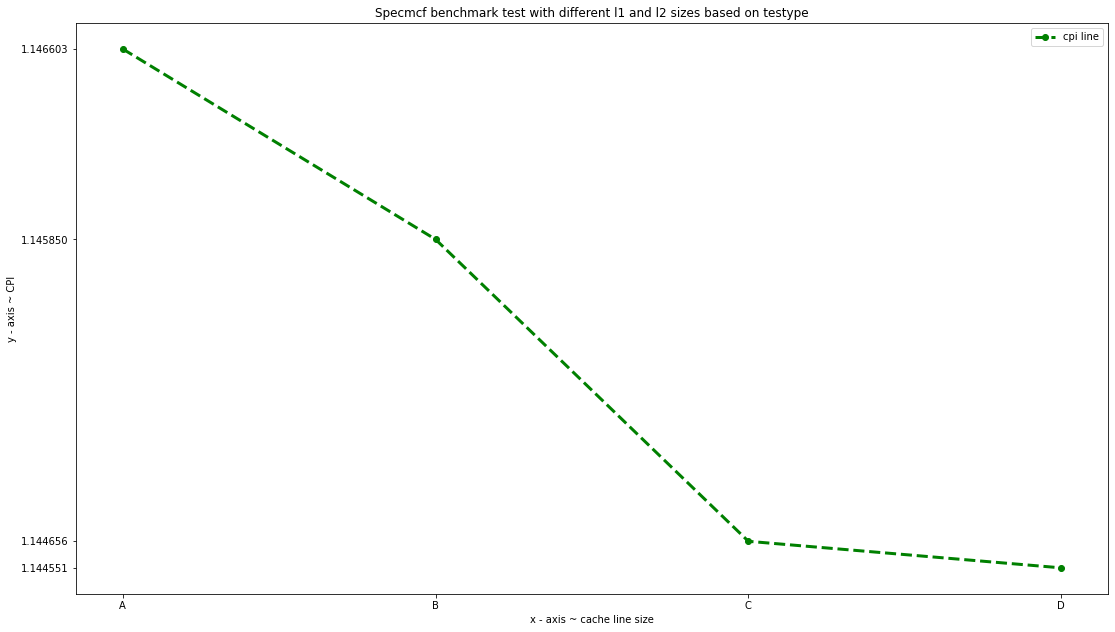 Specmcf benchmark test with different l1 and l2 sizes based on testype
cpi line
1.146603
1.145850
1.144656
1.144551
y - axis ~ CPI
A B C D
x - axis ~ cache line size